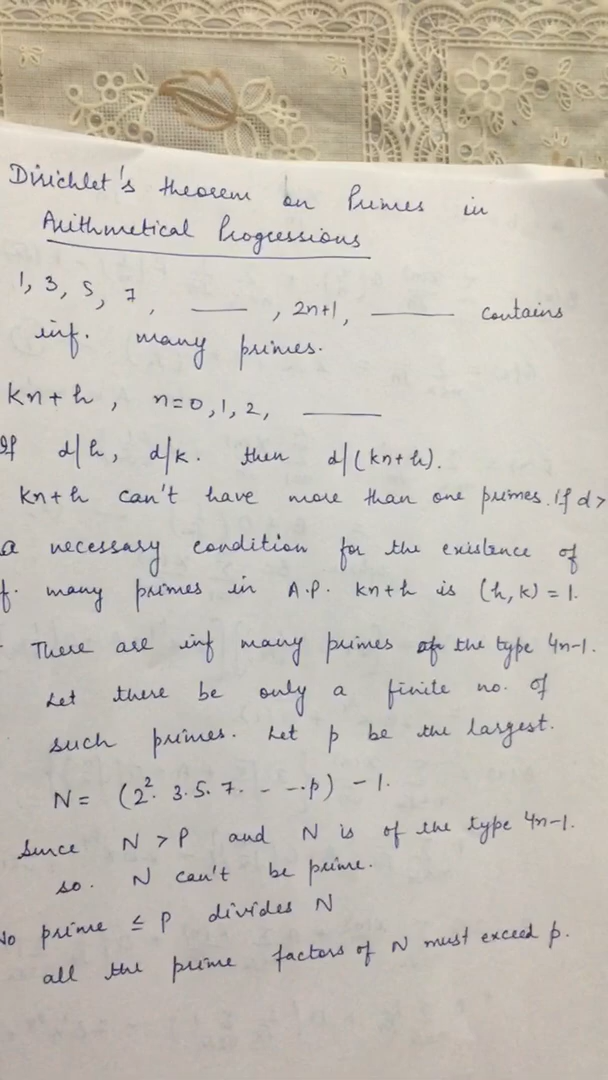 Dirichlet's theorem on Primes in
Arithmetical Progressions
1, 3, 5, 7, ——— , 2n+1, ——— contains
inf. many primes.
kn+h, n=0,1,2, ———
If d/h, d/k. then d/(kn+h).
kn+h can't have more than one primes. If d>
a necessary condition for the existence of
f. many primes in A.P. kn+h is (h,k)=1.
There are inf many primes of the type 4n-1.
Let there be only a finite no. of
such primes. Let p be the largest.
N= (2². 3.5.7. - - -.p) -1.
Since N >P and N is of the type 4n-1.
so. N can't be prime.
No prime ≤ P divides N
all the prime factors of N must exceed p.